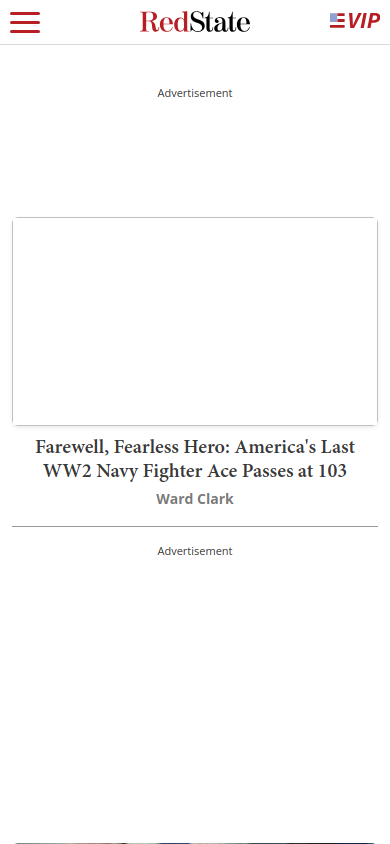 RedState
VIP
Advertisement
Farewell, Fearless Hero: America's Last
WW2 Navy Fighter Ace Passes at 103
Ward Clark
Advertisement